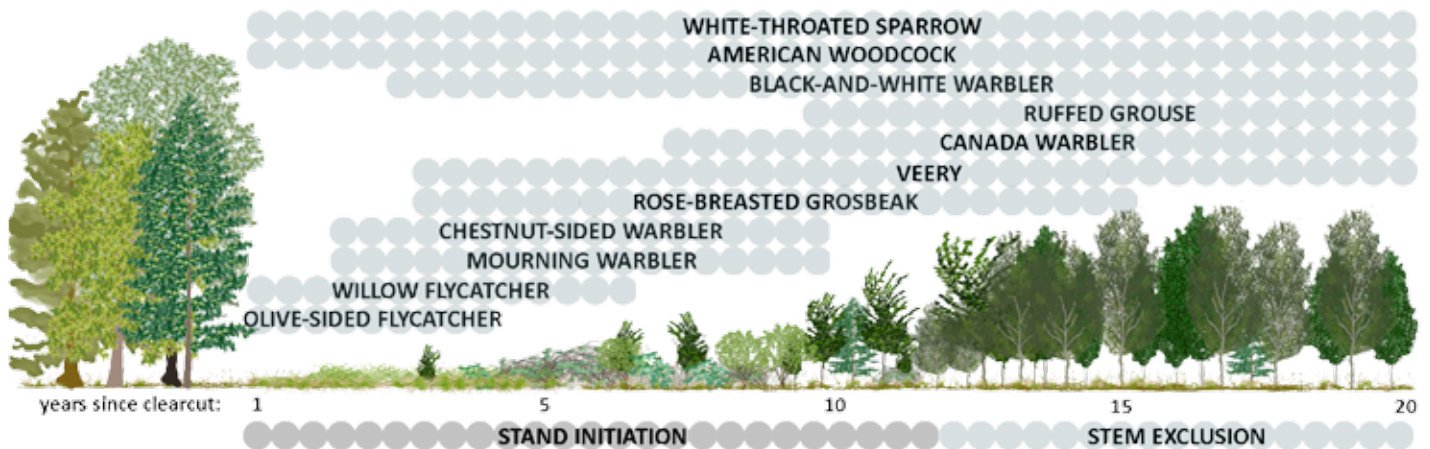 WHITE-THROATED SPARROW
AMERICAN WOODCOCK
BLACK-AND-WHITE WARBLER
RUFFED GROUSE
CANADA WARBLER
VEERY
ROSE-BREASTED GROSBEAK
CHESTNUT-SIDED WARBLER
MOURNING WARBLER
WILLOW FLYCATCHER
OLIVE-SIDED FLYCATCHER
years since clearcut: 1 5 10 15 20
STAND INITIATION STEM EXCLUSION